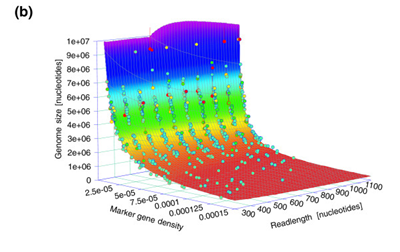 (b)
1e+07
9e+06
8e+06
7e+06
6e+06
5e+06
4e+06
3e+06
2e+06
1e+06
0
Genome size [nucleotides]
2.5e-05
5e-05
7.5e-05
0.0001
0.000125
0.00015
Marker gene density
300 400 500 600 700 800 900 1000 1100
Readlength [nucleotides]